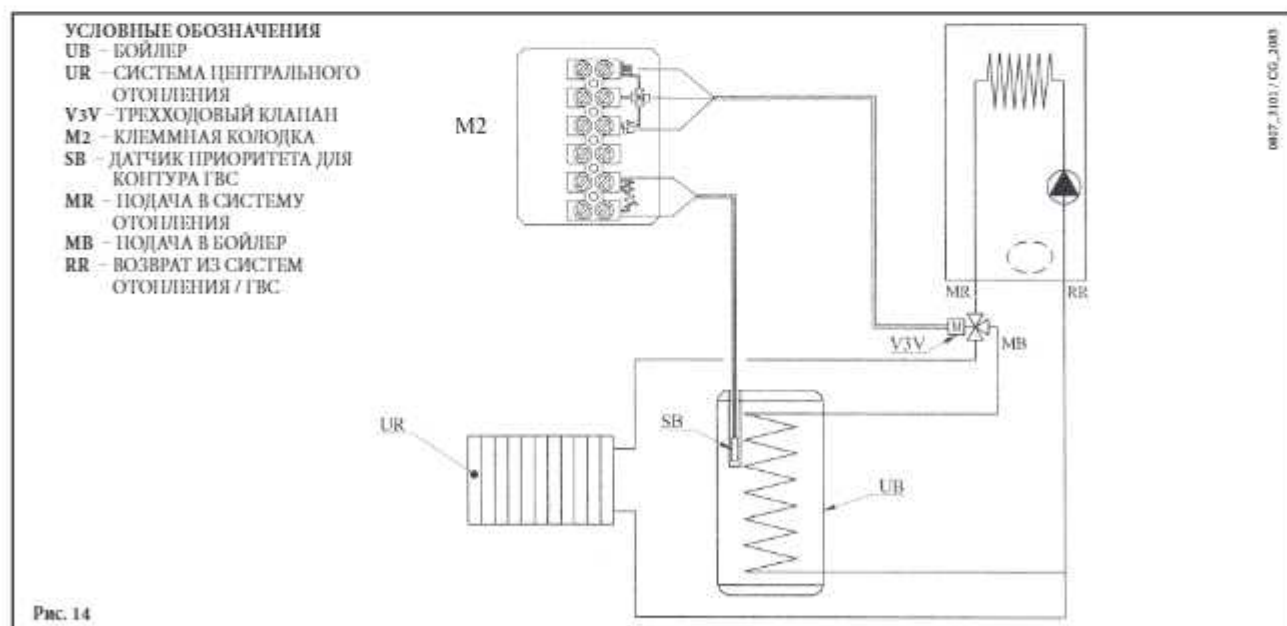 УСЛОВНЫЕ ОБОЗНАЧЕНИЯ
UB – БОЙЛЕР
UR – СИСТЕМА ЦЕНТРАЛЬНОГО
ОТОПЛЕНИЯ
V3V – ТРЕХХОДОВЫЙ КЛАПАН
M2 – КЛЕММНАЯ КОЛОДКА
SB – ДАТЧИК ПРИОРИТЕТА ДЛЯ
КОНТУРА ГВС
MR – ПОДАЧА В СИСТЕМУ
ОТОПЛЕНИЯ
MB – ПОДАЧА В БОЙЛЕР
RR – ВОЗВРАТ ИЗ СИСТЕМ
ОТОПЛЕНИЯ / ГВС
M2
MR
RR
M
V3V
MB
UR
SB
UB
Рис. 14